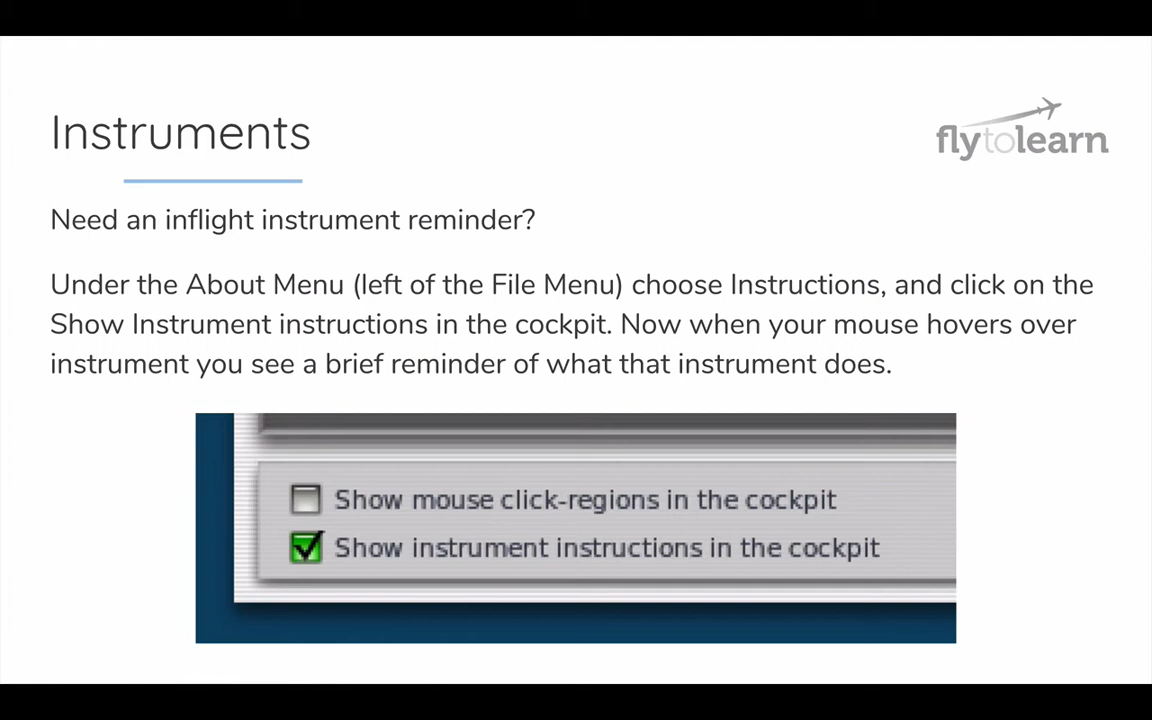 Instruments
flytolearn
Need an inflight instrument reminder?
Under the About Menu (left of the File Menu) choose Instructions, and click on the
Show Instrument instructions in the cockpit. Now when your mouse hovers over
instrument you see a brief reminder of what that instrument does.
Show mouse click-regions in the cockpit
Show instrument instructions in the cockpit